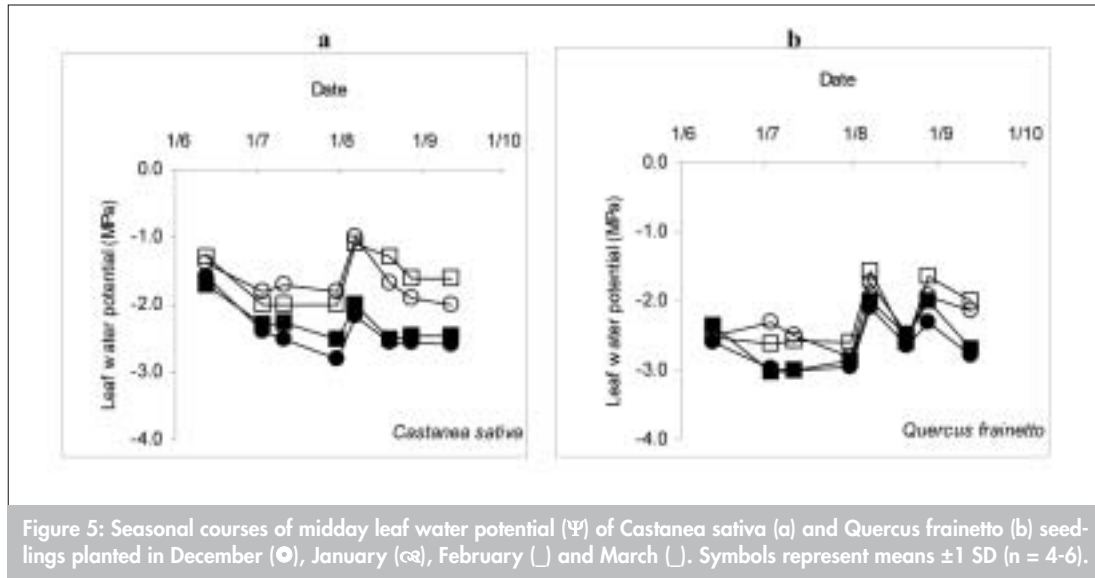 a
b
Date
Date
1/6 1/7 1/8 1/9 1/10
1/6 1/7 1/8 1/9 1/10
0.0
-1.0
-2.0
-3.0
-4.0
Leaf water potential (MPa)
Castanea sativa
0.0
-1.0
-2.0
-3.0
-4.0
Leaf water potential (MPa)
Quercus frainetto
Figure 5: Seasonal courses of midday leaf water potential (Ψ) of Castanea sativa (a) and Quercus frainetto (b) seed-
lings planted in December (●), January (๙), February (_) and March (_). Symbols represent means ±1 SD (n = 4-6).